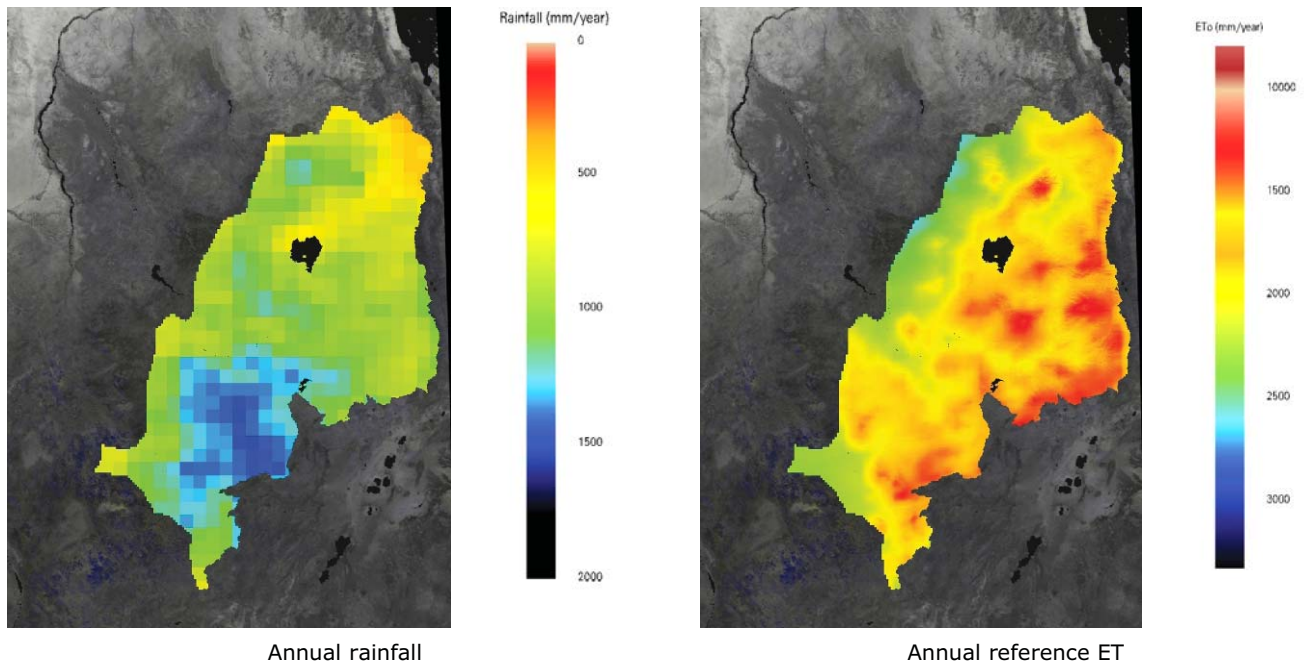 Rainfall (mm/year)
0
500
1000
1500
2000
ETo (mm/year)
10000
1500
2000
2500
3000
Annual rainfall
Annual reference ET